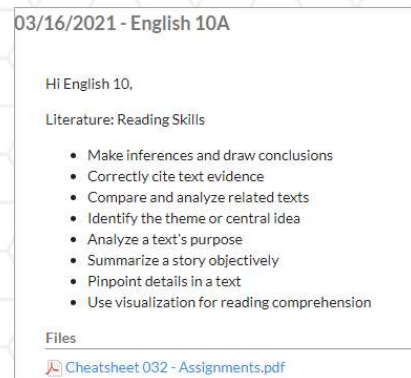 03/16/2021 - English 10A
Hi English 10,
Literature: Reading Skills
• Make inferences and draw conclusions
• Correctly cite text evidence
• Compare and analyze related texts
• Identify the theme or central idea
• Analyze a text's purpose
• Summarize a story objectively
• Pinpoint details in a text
• Use visualization for reading comprehension
Files
Cheatsheet 032 - Assignments.pdf